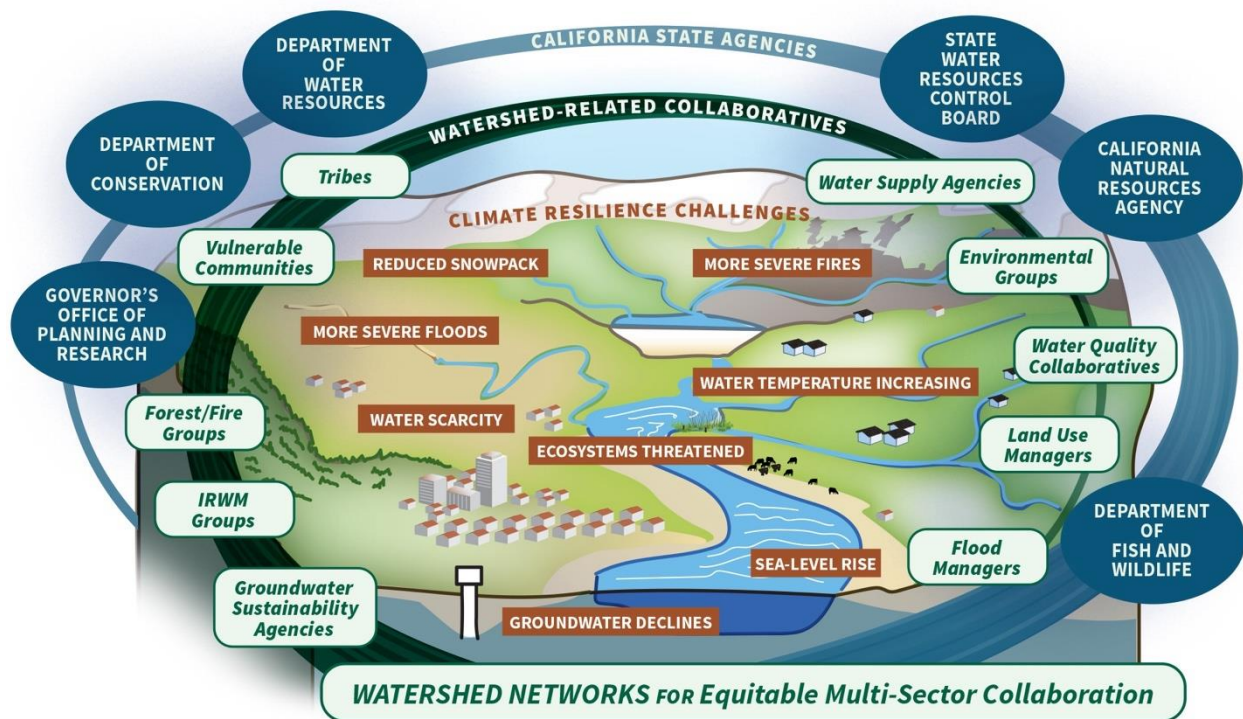 CALIFORNIA STATE AGENCIES
DEPARTMENT
OF
WATER
RESOURCES
STATE
WATER
RESOURCES
CONTROL
BOARD
WATERSHED-RELATED COLLABORATIVES
DEPARTMENT
OF
CONSERVATION
CALIFORNIA
NATURAL
RESOURCES
AGENCY
Tribes
Water Supply Agencies
CLIMATE RESILIENCE CHALLENGES
Vulnerable
Communities
REDUCED SNOWPACK
MORE SEVERE FIRES
Environmental
Groups
GOVERNOR’S
OFFICE OF
PLANNING AND
RESEARCH
MORE SEVERE FLOODS
Water Quality
Collaboratives
WATER TEMPERATURE INCREASING
Forest/Fire
Groups
WATER SCARCITY
ECOSYSTEMS THREATENED
Land Use
Managers
IRWM
Groups
DEPARTMENT
OF
FISH AND
WILDLIFE
SEA-LEVEL RISE
Flood
Managers
Groundwater
Sustainability
Agencies
GROUNDWATER DECLINES
WATERSHED NETWORKS FOR Equitable Multi-Sector Collaboration